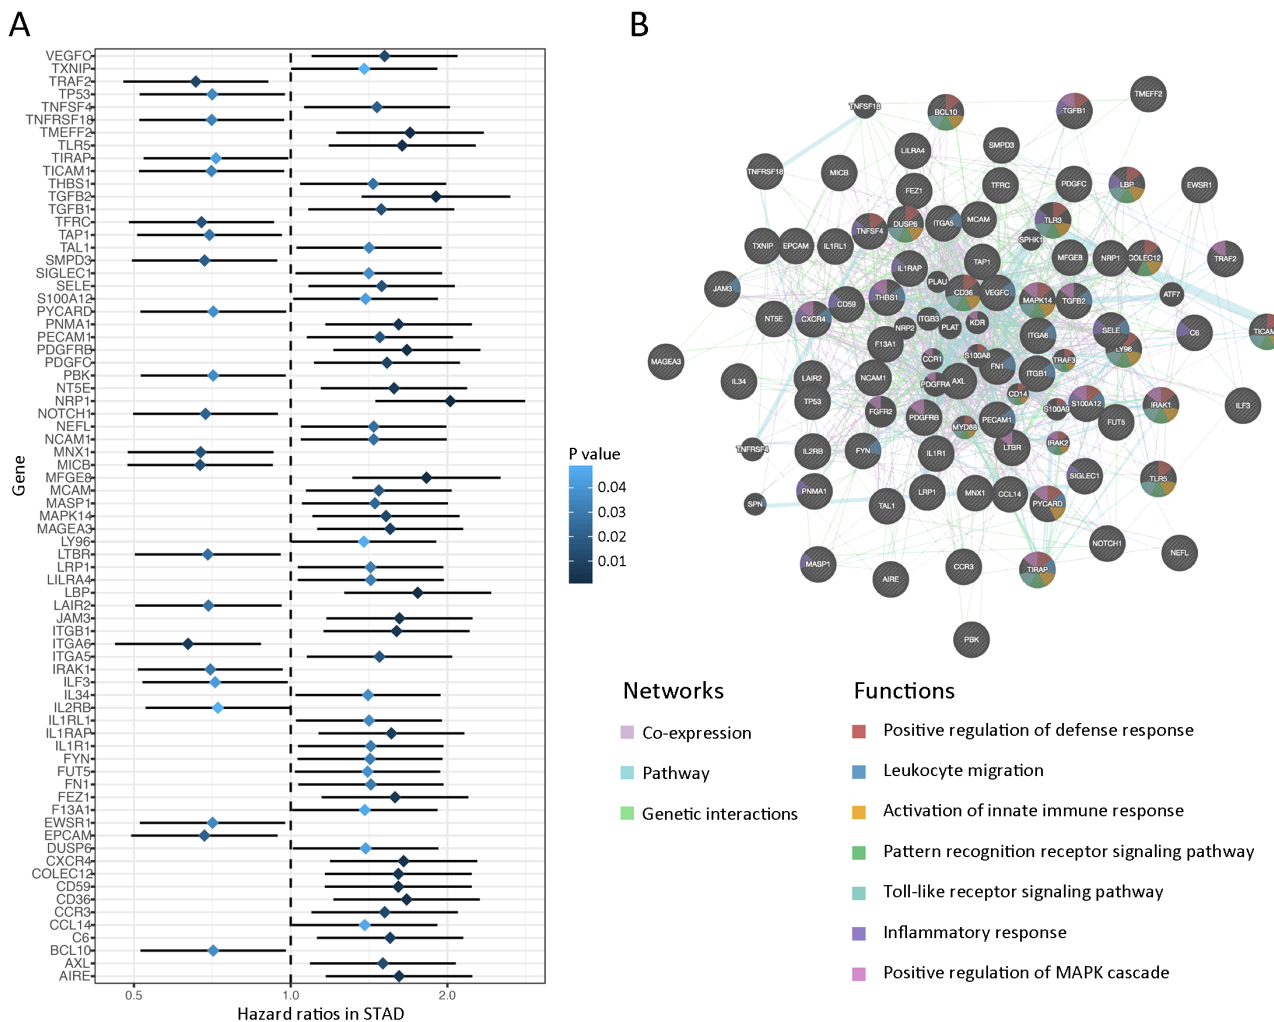 A
VEGFC
TXNIP
TRAF2
TP53
TNFSF4
TNFRSF18
TMEFF2
TLR5
TIRAP
TICAM1
THBS1
TGFB2
TGFB1
TFRC
TAP1
TAL1
SMPD3
SIGLEC1
SELE
S100A12
PYCARD
PNMA1
PECAM1
PDGFRB
PDGFC
PBK
NT5E
NRP1
NOTCH1
NEFL
NCAM1
MNX1
MICB
MFGE8
MCAM
MASP1
MAPK14
MAGEA3
LY96
LTBR
LRP1
LILRA4
LBP
LAIR2
JAM3
ITGB1
ITGA6
ITGA5
IRAK1
ILF3
IL34
IL2RB
IL1RL1
IL1RAP
IL1R1
FYN
FUT5
FN1
FEZ1
F13A1
EWSR1
EPCAM
DUSP6
CXCR4
COLEC12
CD59
CD36
CCR3
CCL14
C6
BCL10
AXL
AIRE
Gene
0.5 1.0 2.0
Hazard ratios in STAD
P value
0.04
0.03
0.02
0.01
B
TMEFF2
TNFSF18
BCL10
TGFB1
SMPD3
LILRA4
TNFRSF18
MICB
FEZ1
TFRC
PDGFC
LBP
EWSR1
TNFSF4
DUSP6
ITGA5
MCAM
TLR3
SPHK1
TXNIP
EPCAM
IL1RL1
TAP1
MFGE8
NRP1
COLEC12
TRAF2
IL1RAP
PLAU
JAM3
THBS1
CD59
CD36
VEGFC
MAPK14
TGFB2
ATF7
NT5E
CXCR4
ITGB3
PLAT
KDR
NRP2
ITGA6
SELE
C6
TICAM
F13A1
LY96
MAGEA3
CCR1
S100A8
FN1
TRAF3
ITGB1
IL34
LAIR2
NCAM1
PDGFRA
AXL
CD14
TP53
FGFR2
PDGFRB
S100A9
S100A12
IRAK1
ILF3
MYD88
PECAM1
FUT5
TNFRSF4
IL2RB
FYN
IL1R1
LTBR
IRAK2
SIGLEC1
TLR5
SPN
PNMA1
TAL1
LRP1
MNX1
CCL14
PYCARD
NOTCH1
NEFL
MASP1
AIRE
CCR3
TIRAP
PBK
Networks
Co-expression
Pathway
Genetic interactions
Functions
Positive regulation of defense response
Leukocyte migration
Activation of innate immune response
Pattern recognition receptor signaling pathway
Toll-like receptor signaling pathway
Inflammatory response
Positive regulation of MAPK cascade